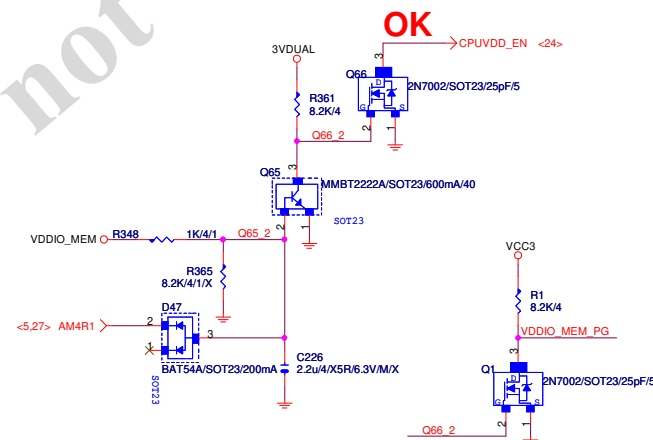 OK
not
3
CPUVDD_EN <24>
3VDUAL
Q66
D
G
S
2N7002/SOT23/25pF/5
R361
8.2K/4
2
1
Q66_2
3
Q65
MMBT2222A/SOT23/600mA/40
SOT23
2
1
VDDIO_MEM
R348
1K/4/1
Q65_2
VCC3
R365
8.2K/4/1/X
R1
8.2K/4
D47
<5,27> AM4R1
2
3
1
VDDIO_MEM_PG
C226
2.2u/4/X5R/6.3V/M/X
BAT54A/SOT23/200mA
SOT23
3
Q1
D
G
S
2N7002/SOT23/25pF/5
Q66_2
2
1